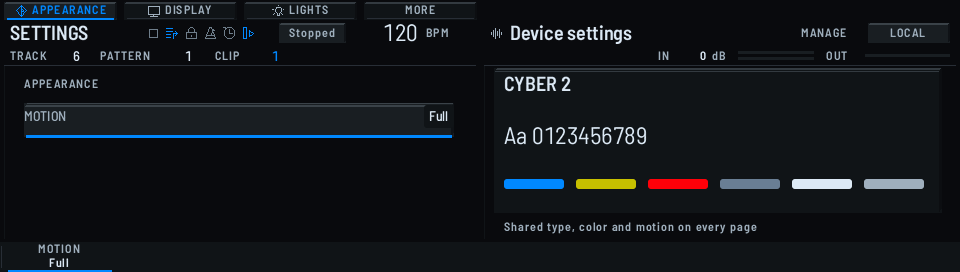 APPEARANCE DISPLAY LIGHTS MORE
SETTINGS Stopped 120 BPM Device settings MANAGE LOCAL
TRACK 6 PATTERN 1 CLIP 1 IN 0 dB OUT
APPEARANCE
MOTION Full
CYBER 2
Aa 0123456789
Shared type, color and motion on every page
MOTION
Full